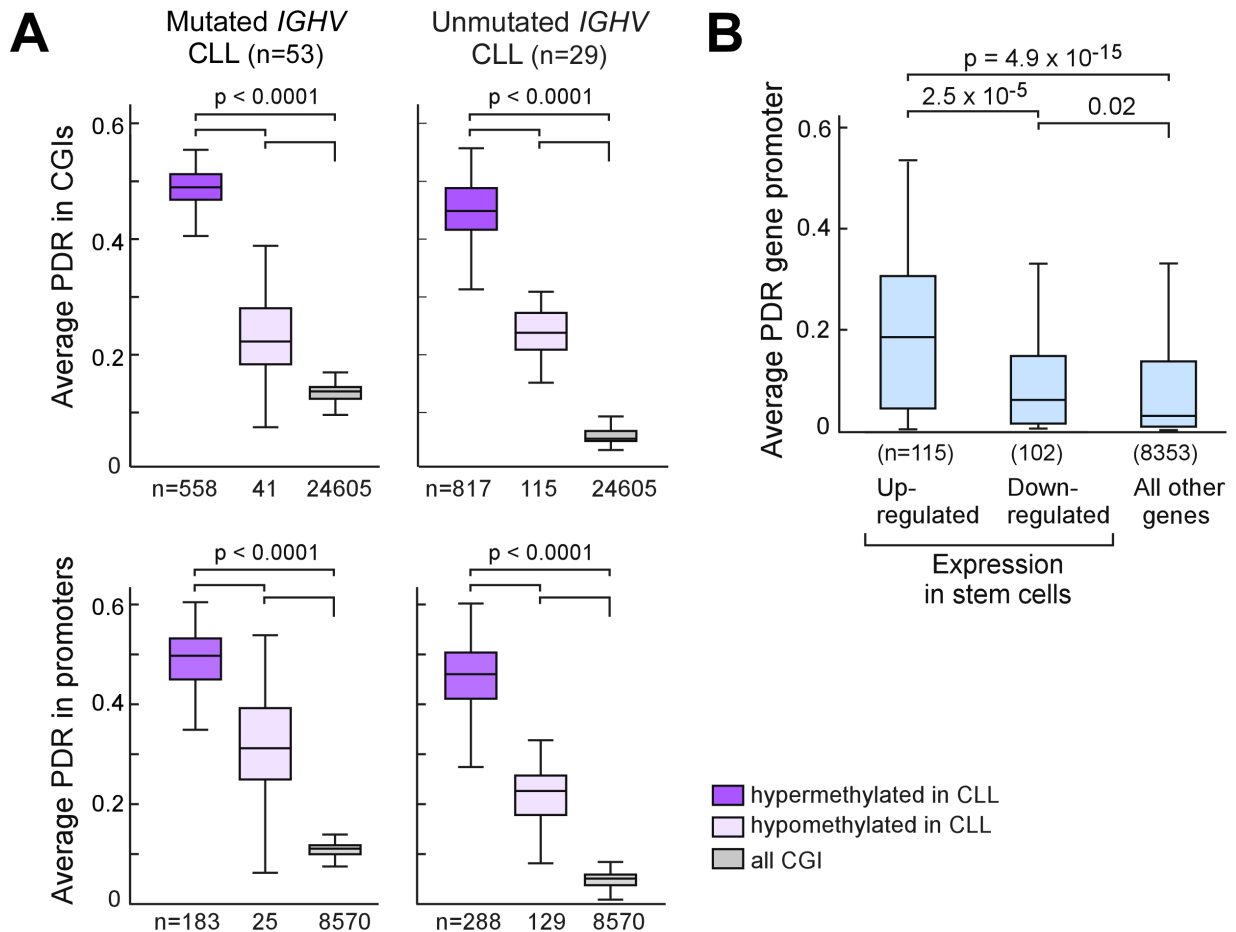 A
Mutated IGHV
CLL (n=53)
Unmutated IGHV
CLL (n=29)
p < 0.0001
p < 0.0001
Average PDR in CGIs
0.6
0.4
0.2
0
n=558 41 24605
n=817 115 24605
p < 0.0001
p < 0.0001
Average PDR in promoters
0.6
0.4
0.2
0
n=183 25 8570
n=288 129 8570
B
p = 4.9 x 10-15
2.5 x 10-5
0.02
Average PDR gene promoter
0.6
0.4
0.2
0
(n=115) (102) (8353)
Up-
regulated
Down-
regulated
All other
genes
Expression
in stem cells
hypermethylated in CLL
hypomethylated in CLL
all CGI